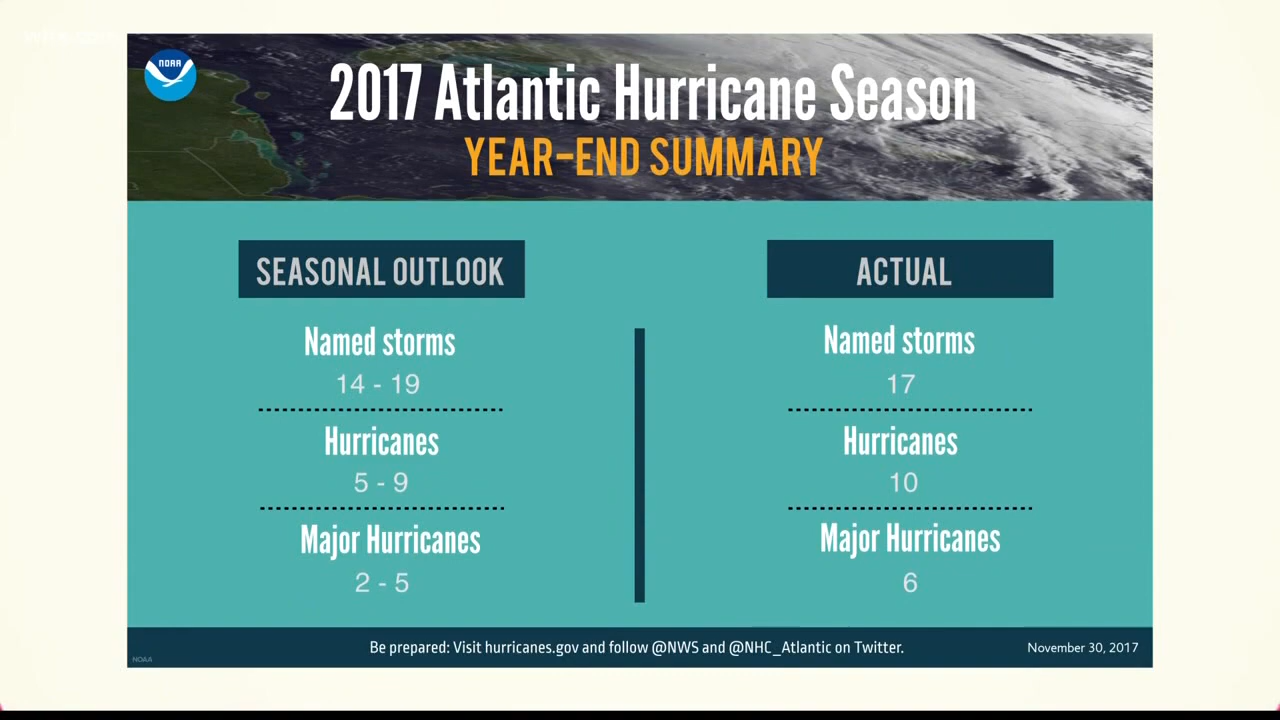 NOAA
2017 Atlantic Hurricane Season
YEAR-END SUMMARY
SEASONAL OUTLOOK
Named storms
14 - 19
Hurricanes
5 - 9
Major Hurricanes
2 - 5
ACTUAL
Named storms
17
Hurricanes
10
Major Hurricanes
6
NOAA
Be prepared: Visit hurricanes.gov and follow @NWS and @NHC_Atlantic on Twitter.
November 30, 2017